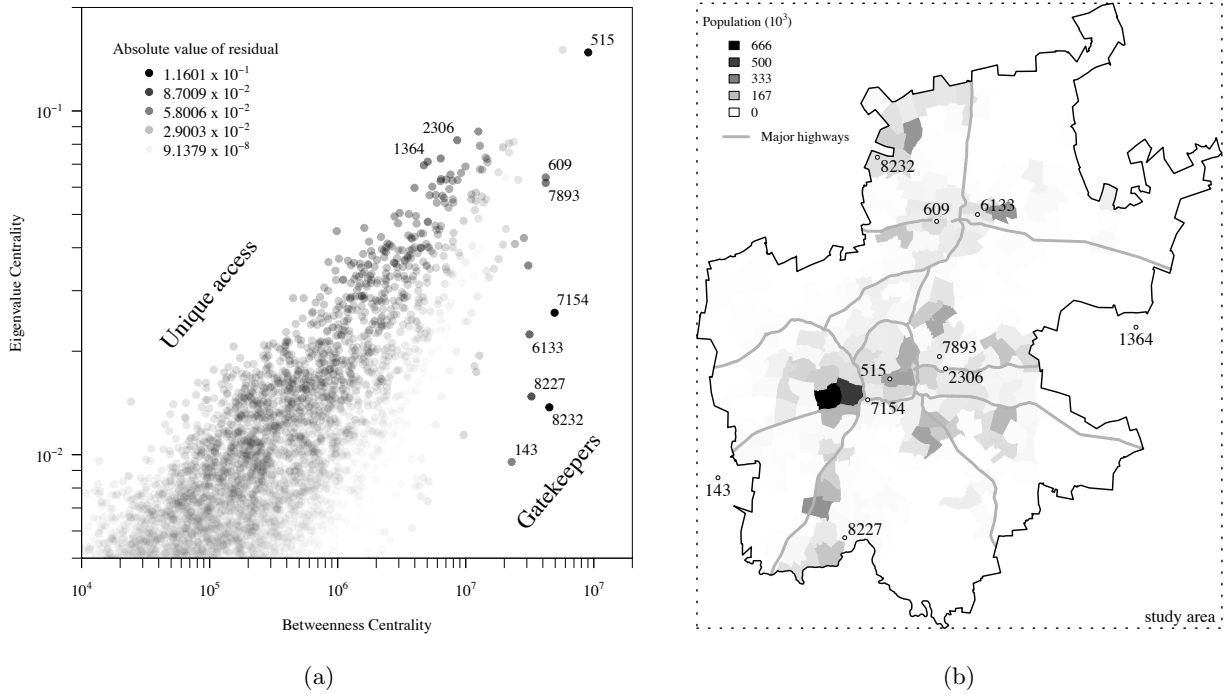 Absolute value of residual
1.1601 x 10⁻¹
8.7009 x 10⁻²
5.8006 x 10⁻²
2.9003 x 10⁻²
9.1379 x 10⁻⁸
515
2306
1364
609
7893
7154
6133
8227
8232
143
Unique access
Gatekeepers
Eigenvalue Centrality
10⁻¹
10⁻²
10⁴
10⁵
10⁶
10⁷
10⁷
Betweenness Centrality
(a)
Population (10³)
666
500
333
167
0
Major highways
8232
609
6133
1364
7893
515
2306
7154
143
8227
study area
(b)